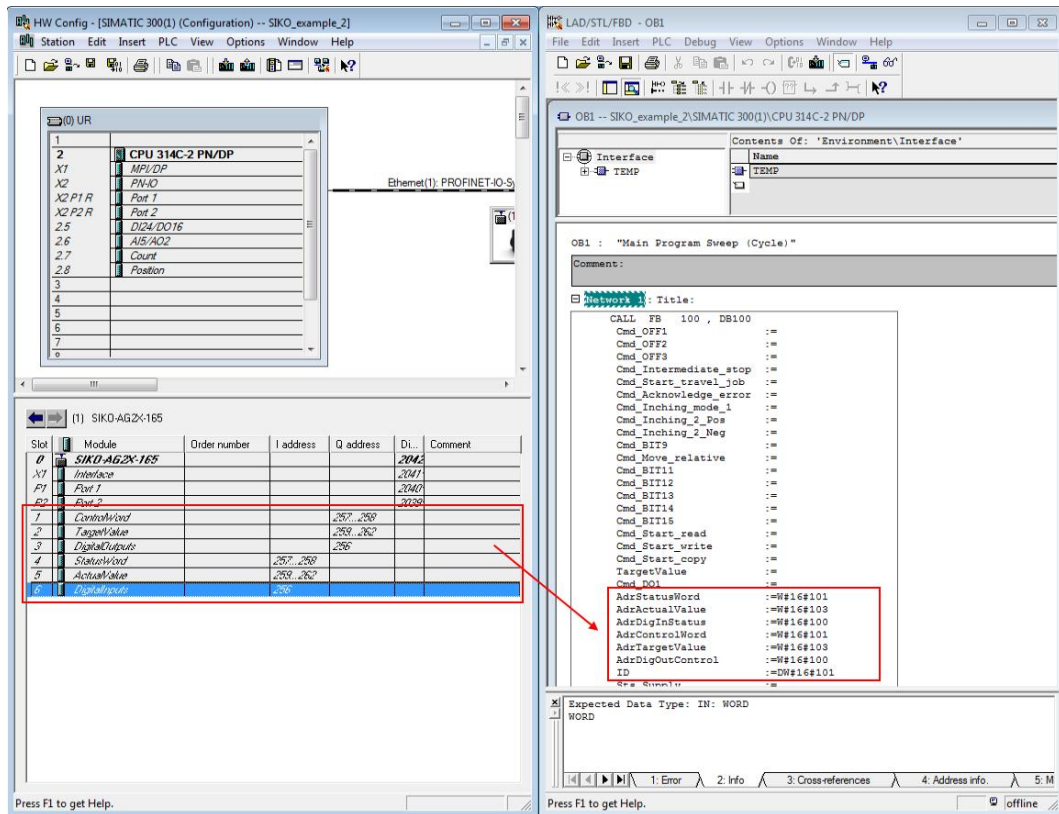 HW Config - [SIMATIC 300(1) (Configuration) -- SIKO_example_2]
Station Edit Insert PLC View Options Window Help
(0) UR
1
2 CPU 314C-2 PN/DP
X1 MPI/DP
X2 PN-IO
X2 P1 R Port 1
X2 P2 R Port 2
2.5 DI24/DO16
2.6 AI5/AO2
2.7 Count
2.8 Position
3
4
5
6
7
Ethernet(1): PROFINET-IO-Sy
(1
(1) SIKO-AG2X-165
Slot Module Order number I address Q address Di... Comment
0 SIKO-AG2X-165 2042
X1 Interface 2041
P1 Port 1 2040
P2 Port 2 2039
1 ControlWord 257...258
2 TargetValue 259...262
3 DigitalOutputs 256
4 StatusWord 257...258
5 ActualValue 259...262
6 DigitalInputs 256
Press F1 to get Help.
LAD/STL/FBD - OB1
File Edit Insert PLC Debug View Options Window Help
OB1 -- SIKO_example_2\SIMATIC 300(1)\CPU 314C-2 PN/DP
Contents Of: 'Environment\Interface'
Interface
TEMP
Name
TEMP
OB1 : "Main Program Sweep (Cycle)"
Comment:
Network 1: Title:
CALL FB 100 , DB100
Cmd_OFF1 :=
Cmd_OFF2 :=
Cmd_OFF3 :=
Cmd_Intermediate_stop :=
Cmd_Start_travel_job :=
Cmd_Acknowledge_error :=
Cmd_Inching_mode_1 :=
Cmd_Inching_2_Pos :=
Cmd_Inching_2_Neg :=
Cmd_BIT9 :=
Cmd_Move_relative :=
Cmd_BIT11 :=
Cmd_BIT12 :=
Cmd_BIT13 :=
Cmd_BIT14 :=
Cmd_BIT15 :=
Cmd_Start_read :=
Cmd_Start_write :=
Cmd_Start_copy :=
TargetValue :=
Cmd_DO1 :=
AdrStatusWord :=W#16#101
AdrActualValue :=W#16#103
AdrDigInStatus :=W#16#100
AdrControlWord :=W#16#101
AdrTargetValue :=W#16#103
AdrDigOutControl :=W#16#100
ID :=DW#16#101
Sts_Supply :=
Expected Data Type: IN: WORD
WORD
1: Error 2: Info 3: Cross-references 4: Address info. 5: M
Press F1 to get Help.
offline